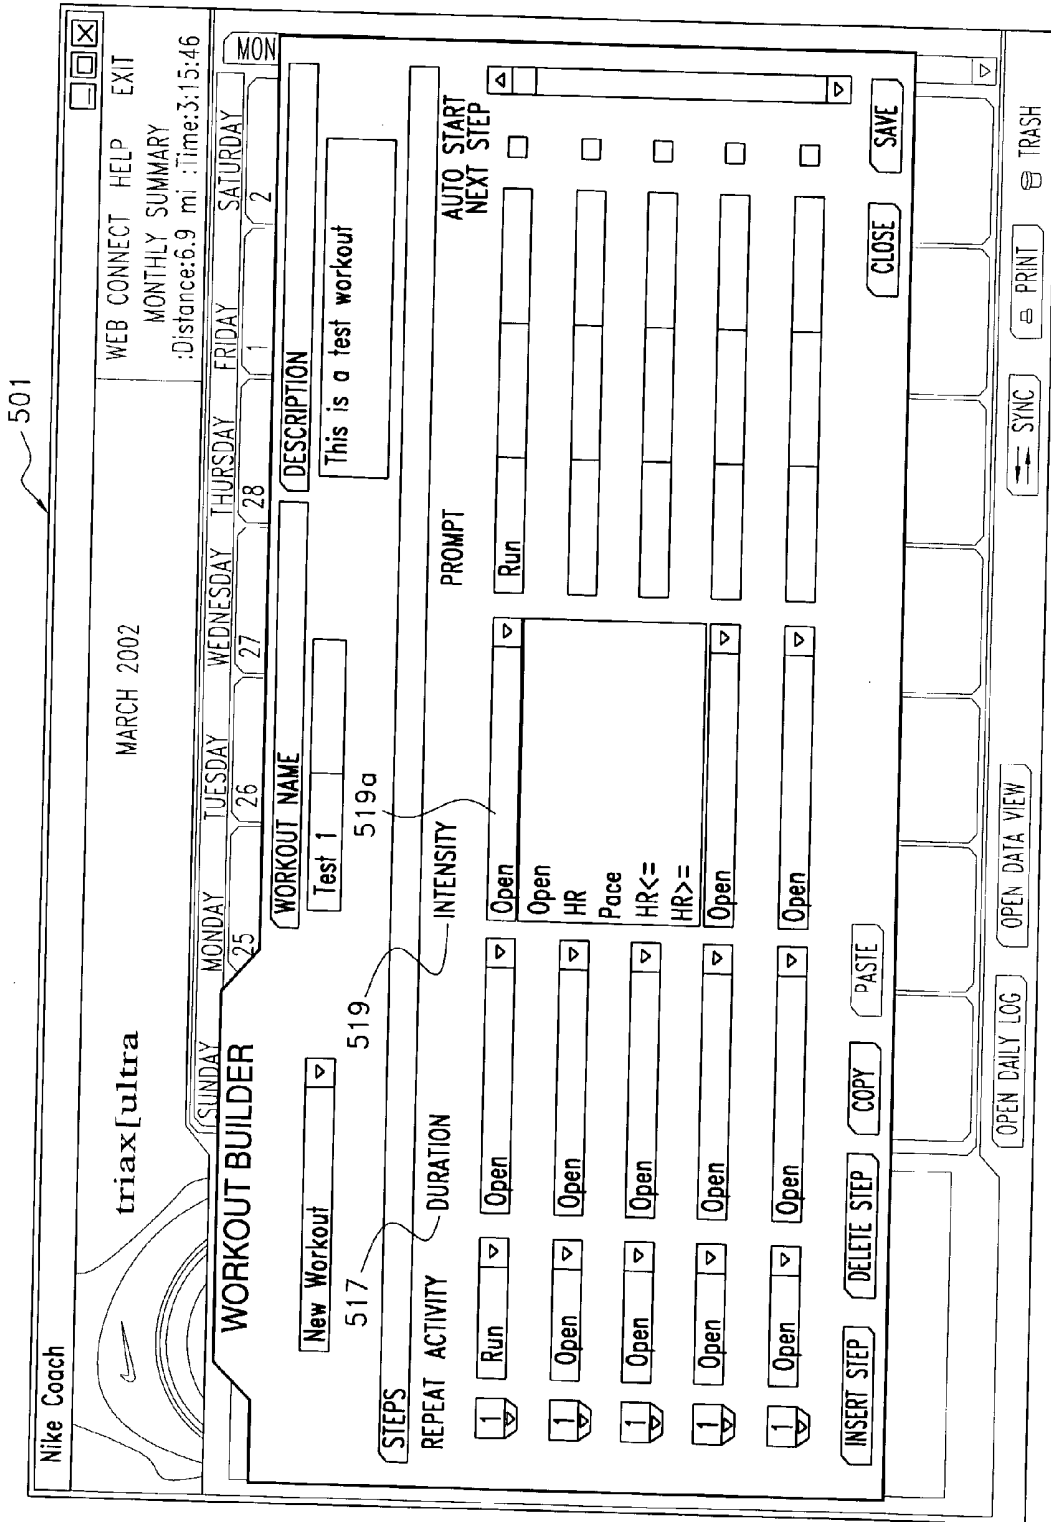 501
Nike Coach
triax[ultra
MARCH 2002
WEB CONNECT HELP EXIT
MONTHLY SUMMARY
:Distance:6.9 mi :Time:3:15:46
SUNDAY MONDAY TUESDAY WEDNESDAY THURSDAY FRIDAY SATURDAY
MON
25 26 27 28 1 2
WORKOUT BUILDER
WORKOUT NAME
DESCRIPTION
New Workout
Test 1
This is a test workout
517
519
519a
STEPS
REPEAT ACTIVITY DURATION INTENSITY PROMPT AUTO START
NEXT STEP
1 Run Open Open Run
1 Open Open Open
HR
1 Open Open Pace
HR<=
HR>=
1 Open Open Open
1 Open Open Open
INSERT STEP DELETE STEP COPY PASTE CLOSE SAVE
OPEN DAILY LOG OPEN DATA VIEW SYNC PRINT TRASH